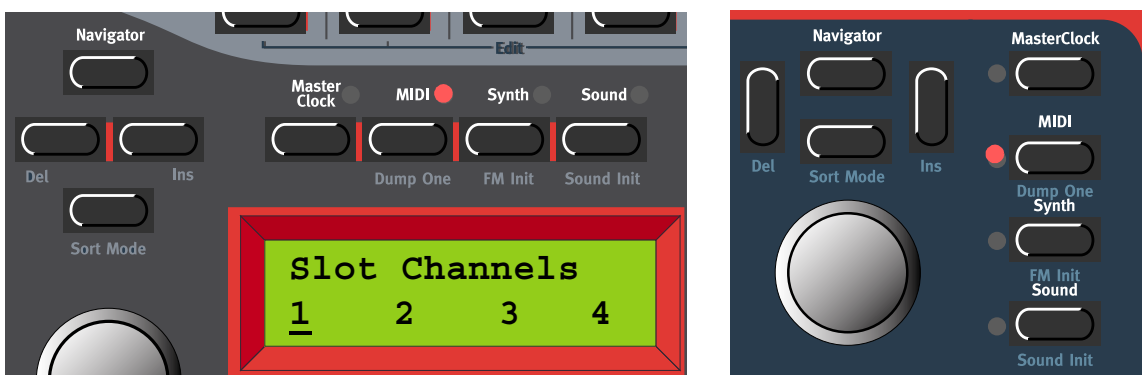 Navigator
Edit
Master Clock
MIDI
Synth
Sound
Del
Ins
Dump One
FM Init
Sound Init
Sort Mode
Slot Channels
1 2 3 4
Navigator
MasterClock
MIDI
Del
Sort Mode
Ins
Dump One
Synth
FM Init
Sound
Sound Init